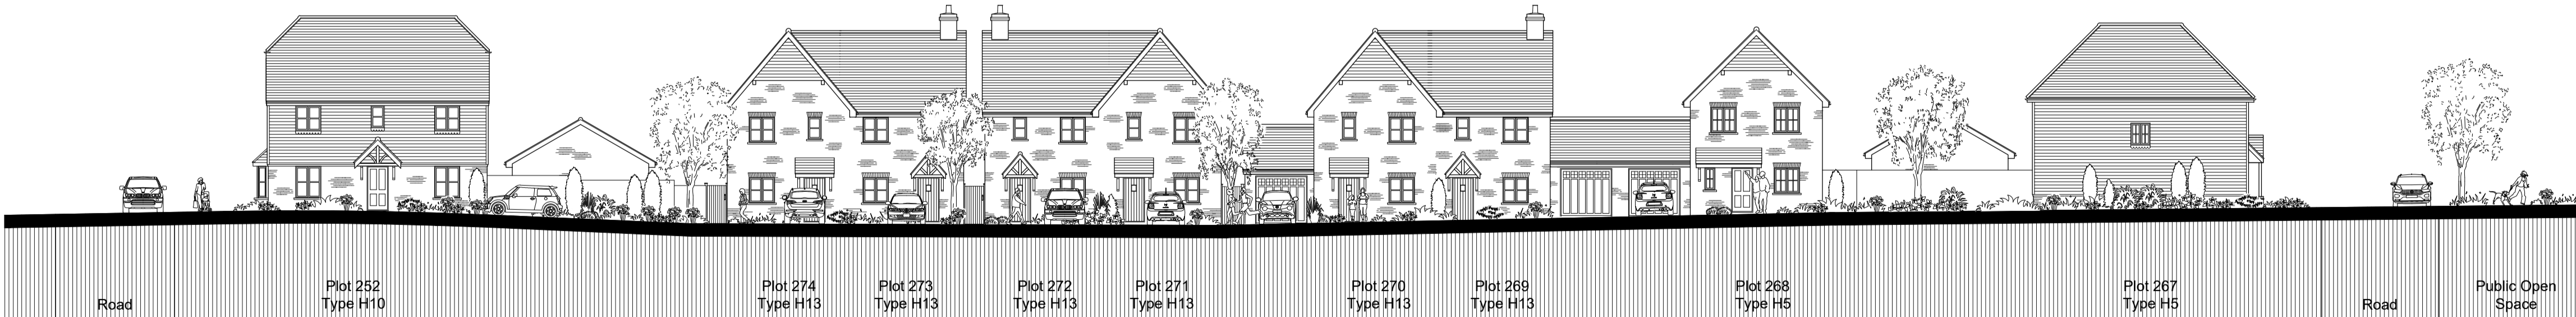 Road
Plot 252
Type H10
Plot 274
Type H13
Plot 273
Type H13
Plot 272
Type H13
Plot 271
Type H13
Plot 270
Type H13
Plot 269
Type H13
Plot 268
Type H5
Plot 267
Type H5
Road
Public Open
Space